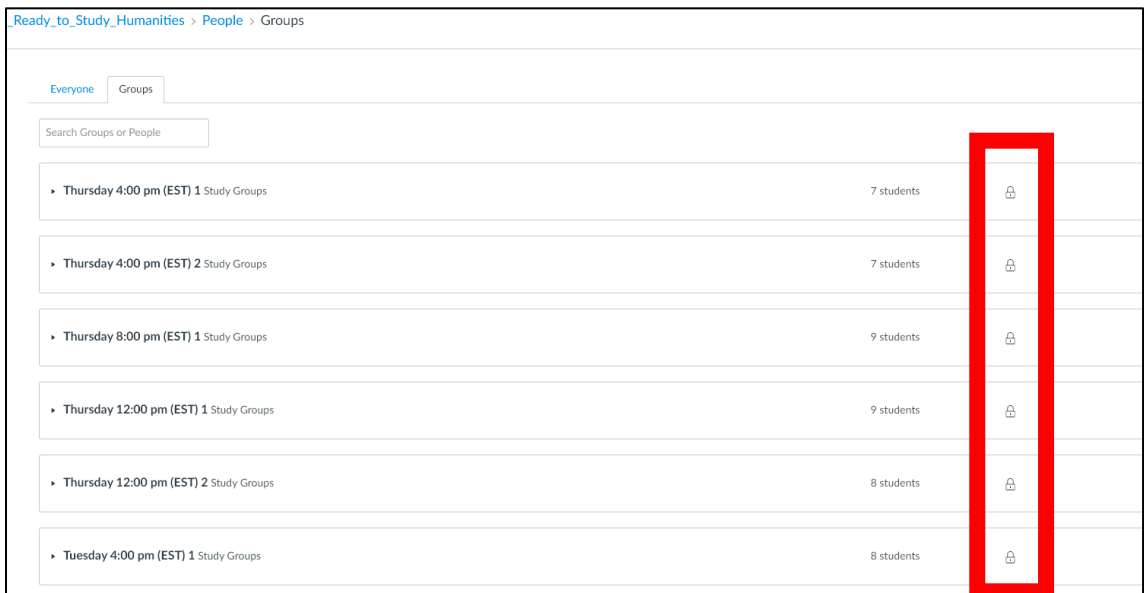 _Ready_to_Study_Humanities > People > Groups
Everyone Groups
Search Groups or People
Thursday 4:00 pm (EST) 1 Study Groups 7 students
Thursday 4:00 pm (EST) 2 Study Groups 7 students
Thursday 8:00 pm (EST) 1 Study Groups 9 students
Thursday 12:00 pm (EST) 1 Study Groups 9 students
Thursday 12:00 pm (EST) 2 Study Groups 8 students
Tuesday 4:00 pm (EST) 1 Study Groups 8 students